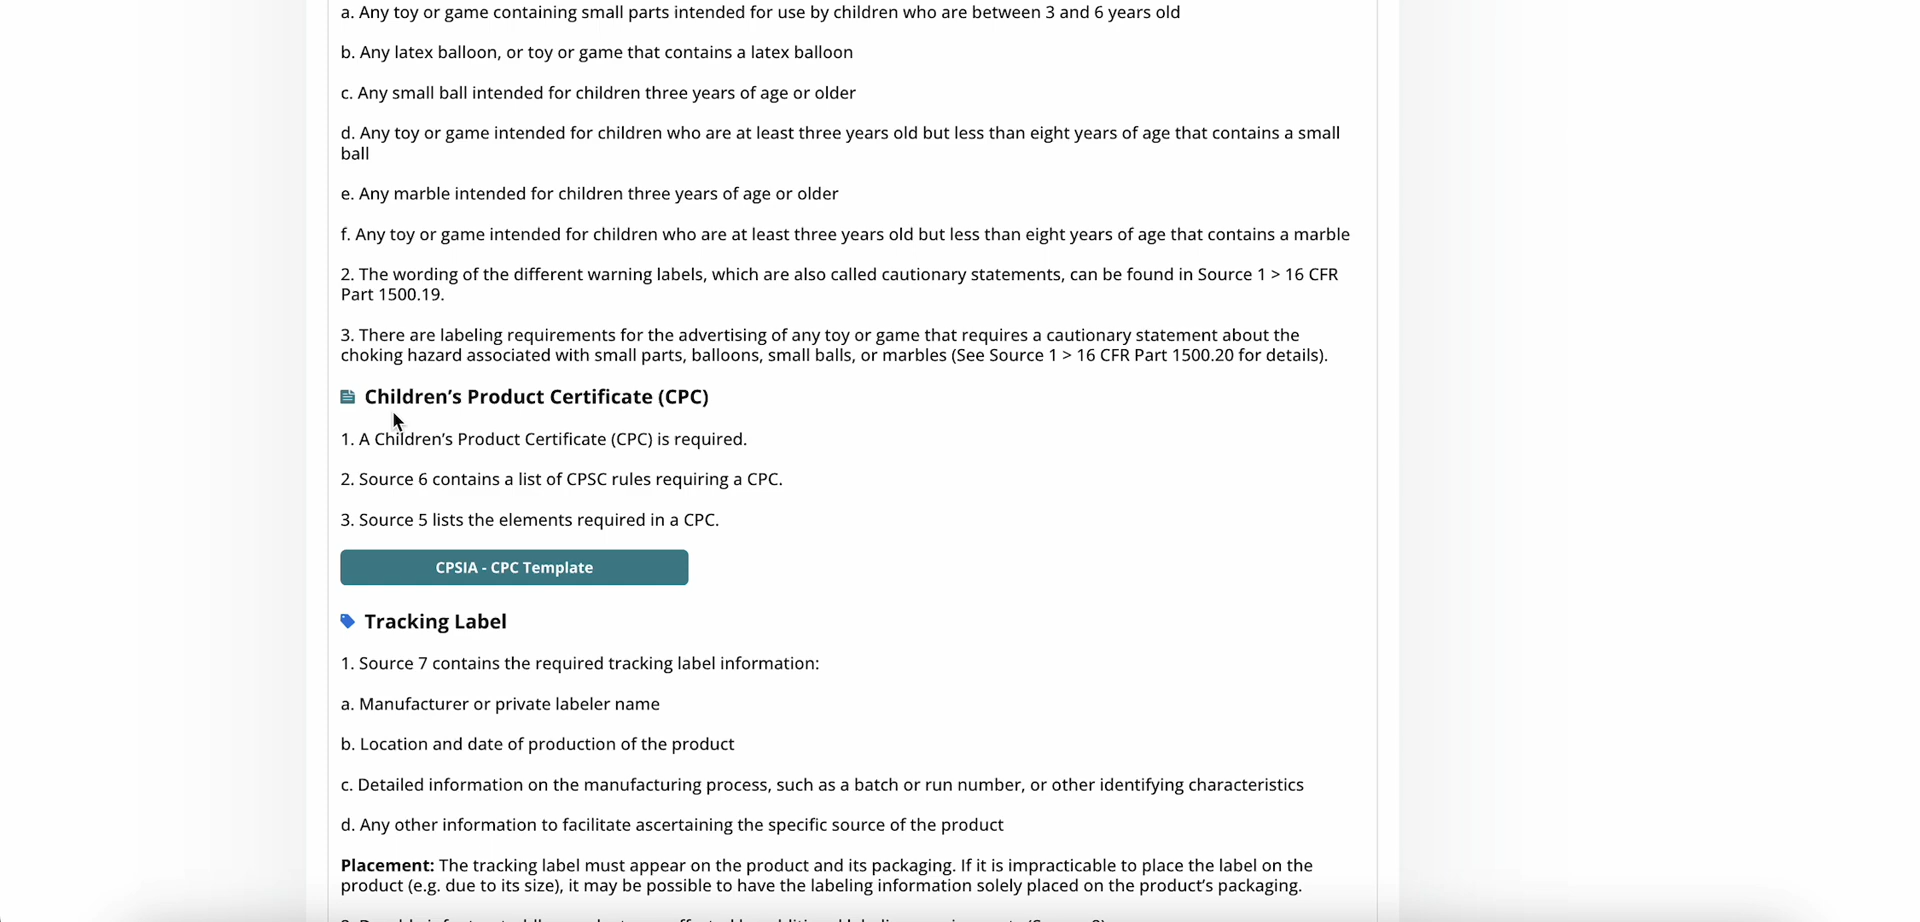 a. Any toy or game containing small parts intended for use by children who are between 3 and 6 years old
b. Any latex balloon, or toy or game that contains a latex balloon
c. Any small ball intended for children three years of age or older
d. Any toy or game intended for children who are at least three years old but less than eight years of age that contains a small
ball
e. Any marble intended for children three years of age or older
f. Any toy or game intended for children who are at least three years old but less than eight years of age that contains a marble
2. The wording of the different warning labels, which are also called cautionary statements, can be found in Source 1 > 16 CFR
Part 1500.19.
3. There are labeling requirements for the advertising of any toy or game that requires a cautionary statement about the
choking hazard associated with small parts, balloons, small balls, or marbles (See Source 1 > 16 CFR Part 1500.20 for details).
Children’s Product Certificate (CPC)
1. A Children’s Product Certificate (CPC) is required.
2. Source 6 contains a list of CPSC rules requiring a CPC.
3. Source 5 lists the elements required in a CPC.
CPSIA - CPC Template
Tracking Label
1. Source 7 contains the required tracking label information:
a. Manufacturer or private labeler name
b. Location and date of production of the product
c. Detailed information on the manufacturing process, such as a batch or run number, or other identifying characteristics
d. Any other information to facilitate ascertaining the specific source of the product
Placement: The tracking label must appear on the product and its packaging. If it is impracticable to place the label on the
product (e.g. due to its size), it may be possible to have the labeling information solely placed on the product’s packaging.